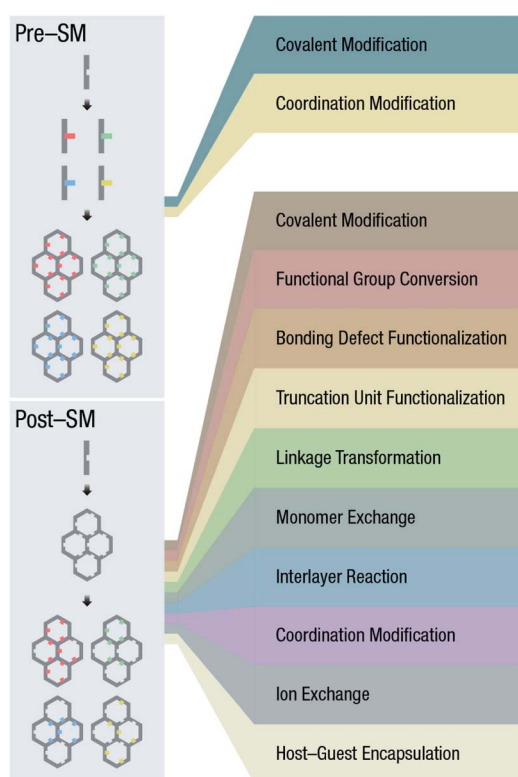 Pre–SM
Covalent Modification
Coordination Modification
Covalent Modification
Functional Group Conversion
Bonding Defect Functionalization
Truncation Unit Functionalization
Post–SM
Linkage Transformation
Monomer Exchange
Interlayer Reaction
Coordination Modification
Ion Exchange
Host–Guest Encapsulation